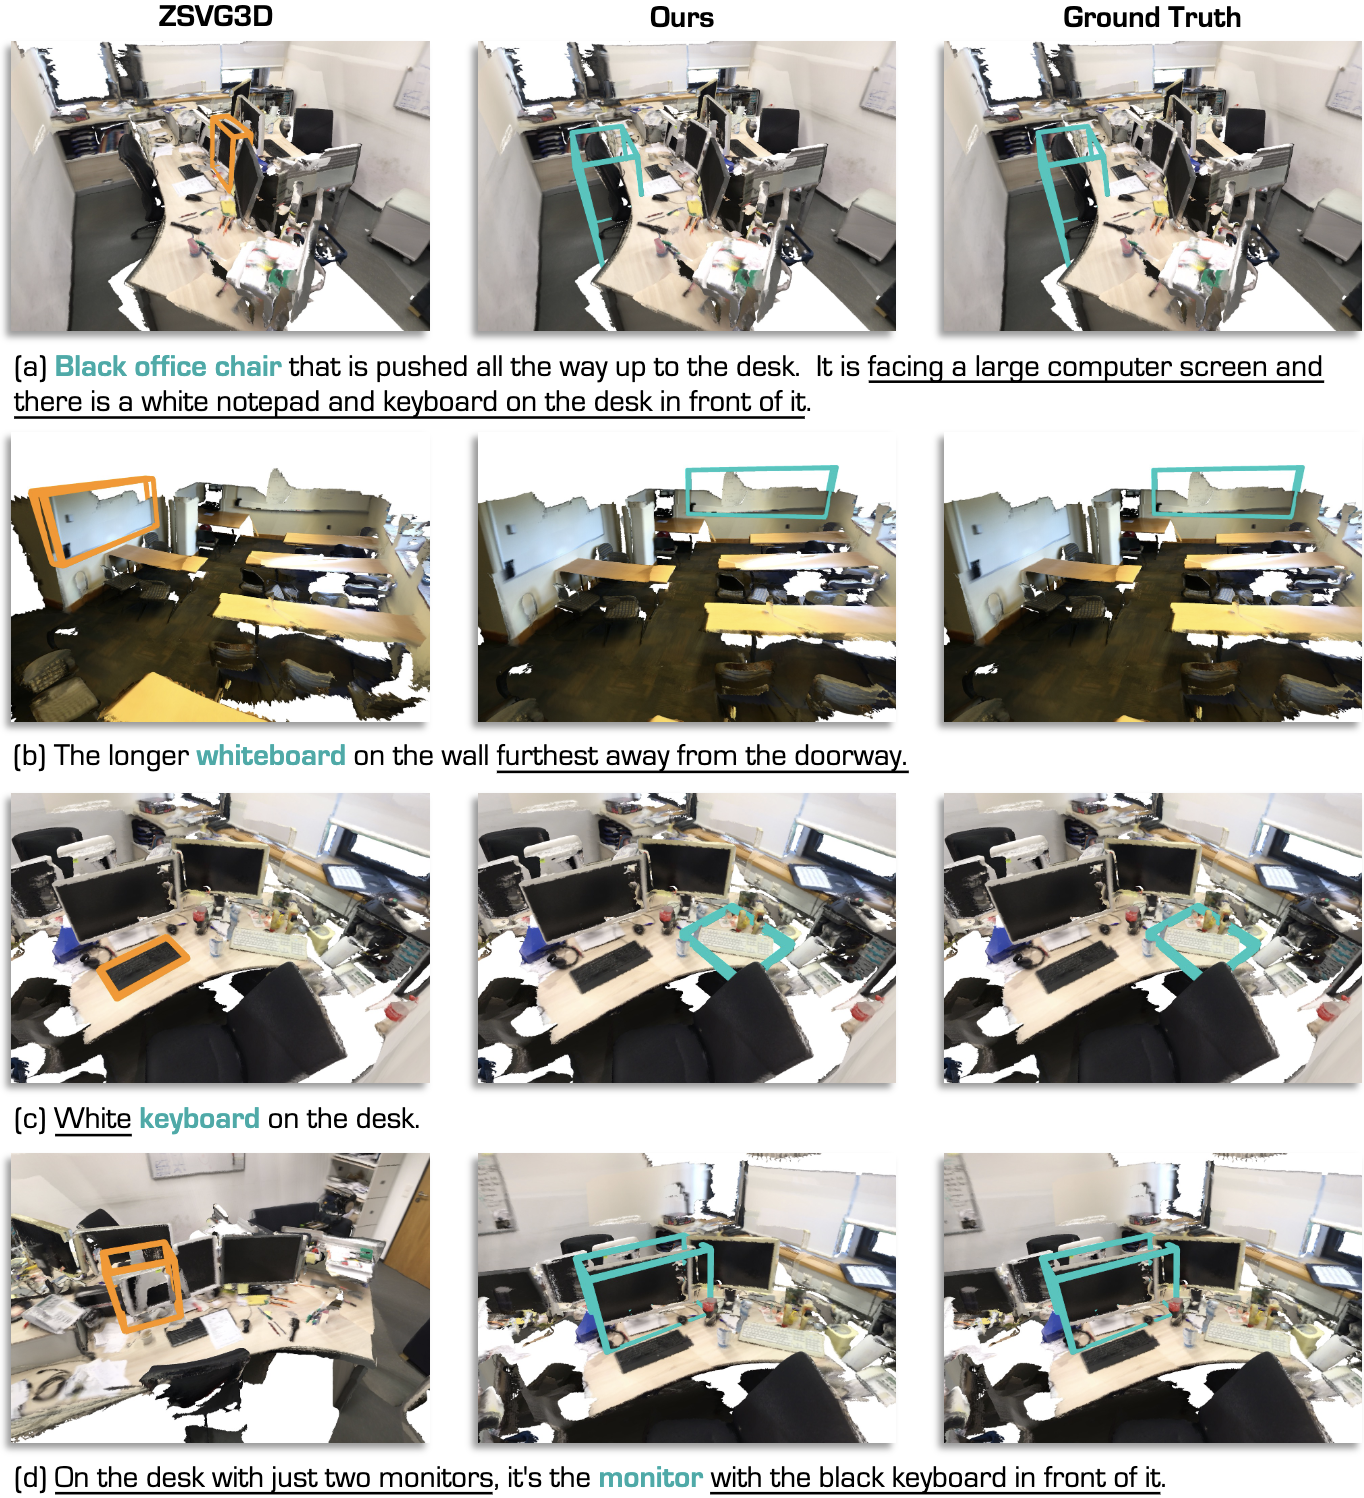 ZSVG3D Ours Ground Truth
(a) Black office chair that is pushed all the way up to the desk. It is facing a large computer screen and
there is a white notepad and keyboard on the desk in front of it.
(b) The longer whiteboard on the wall furthest away from the doorway.
(c) White keyboard on the desk.
(d) On the desk with just two monitors, it's the monitor with the black keyboard in front of it.